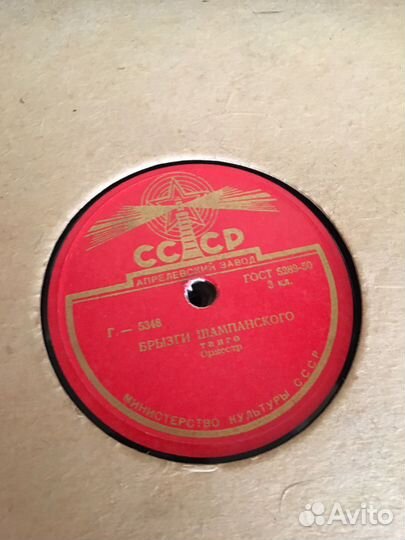 СССР
АПРЕЛЕВСКИЙ ЗАВОД
ГОСТ 5289-50
3 кл.
Г — 5348
БРЫЗГИ ШАМПАНСКОГО
танго
Оркестр
МИНИСТЕРСТВО КУЛЬТУРЫ СССР
Avito